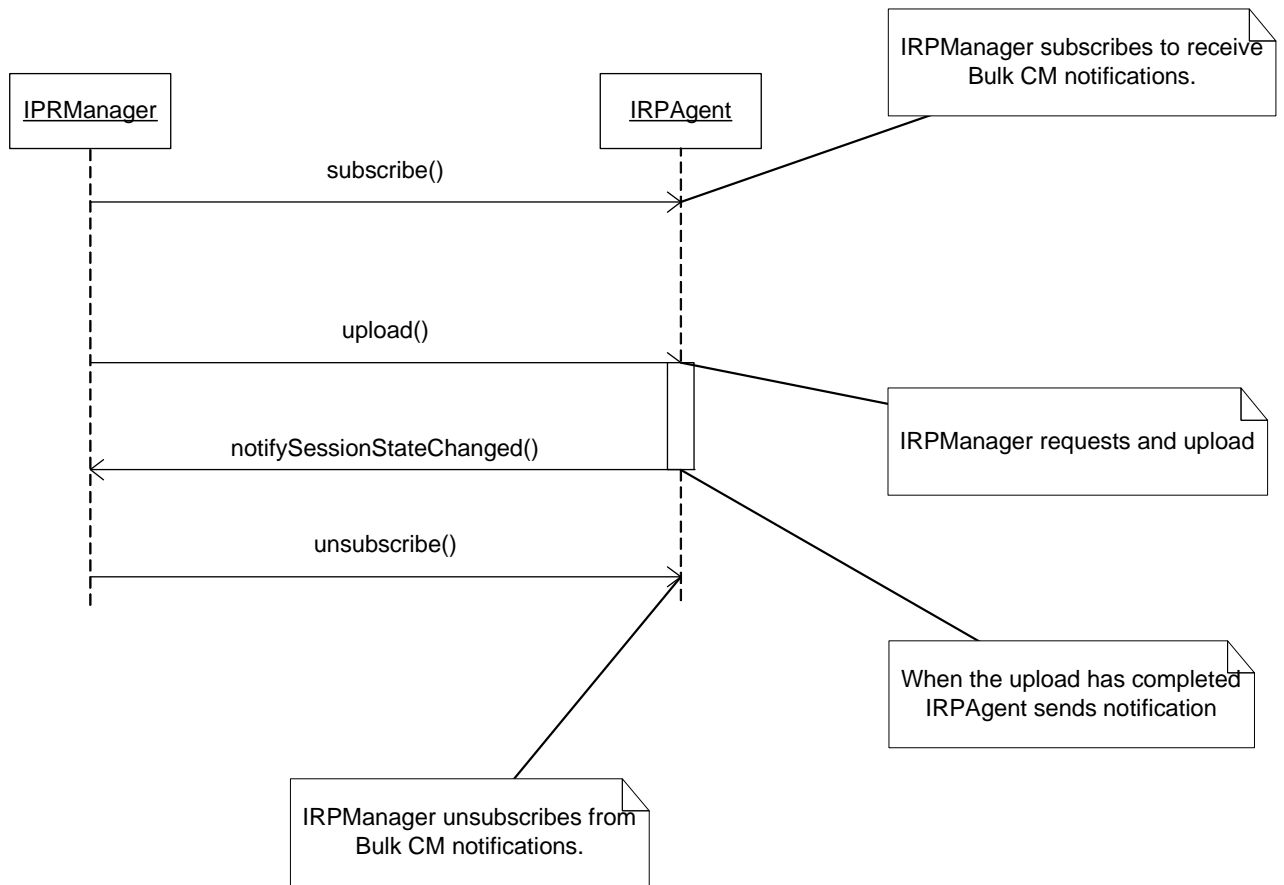 IRPManager subscribes to receive
Bulk CM notifications.
IPRManager
IRPAgent
subscribe()
upload()
IRPManager requests and upload
notifySessionStateChanged()
unsubscribe()
When the upload has completed
IRPAgent sends notification
IRPManager unsubscribes from
Bulk CM notifications.